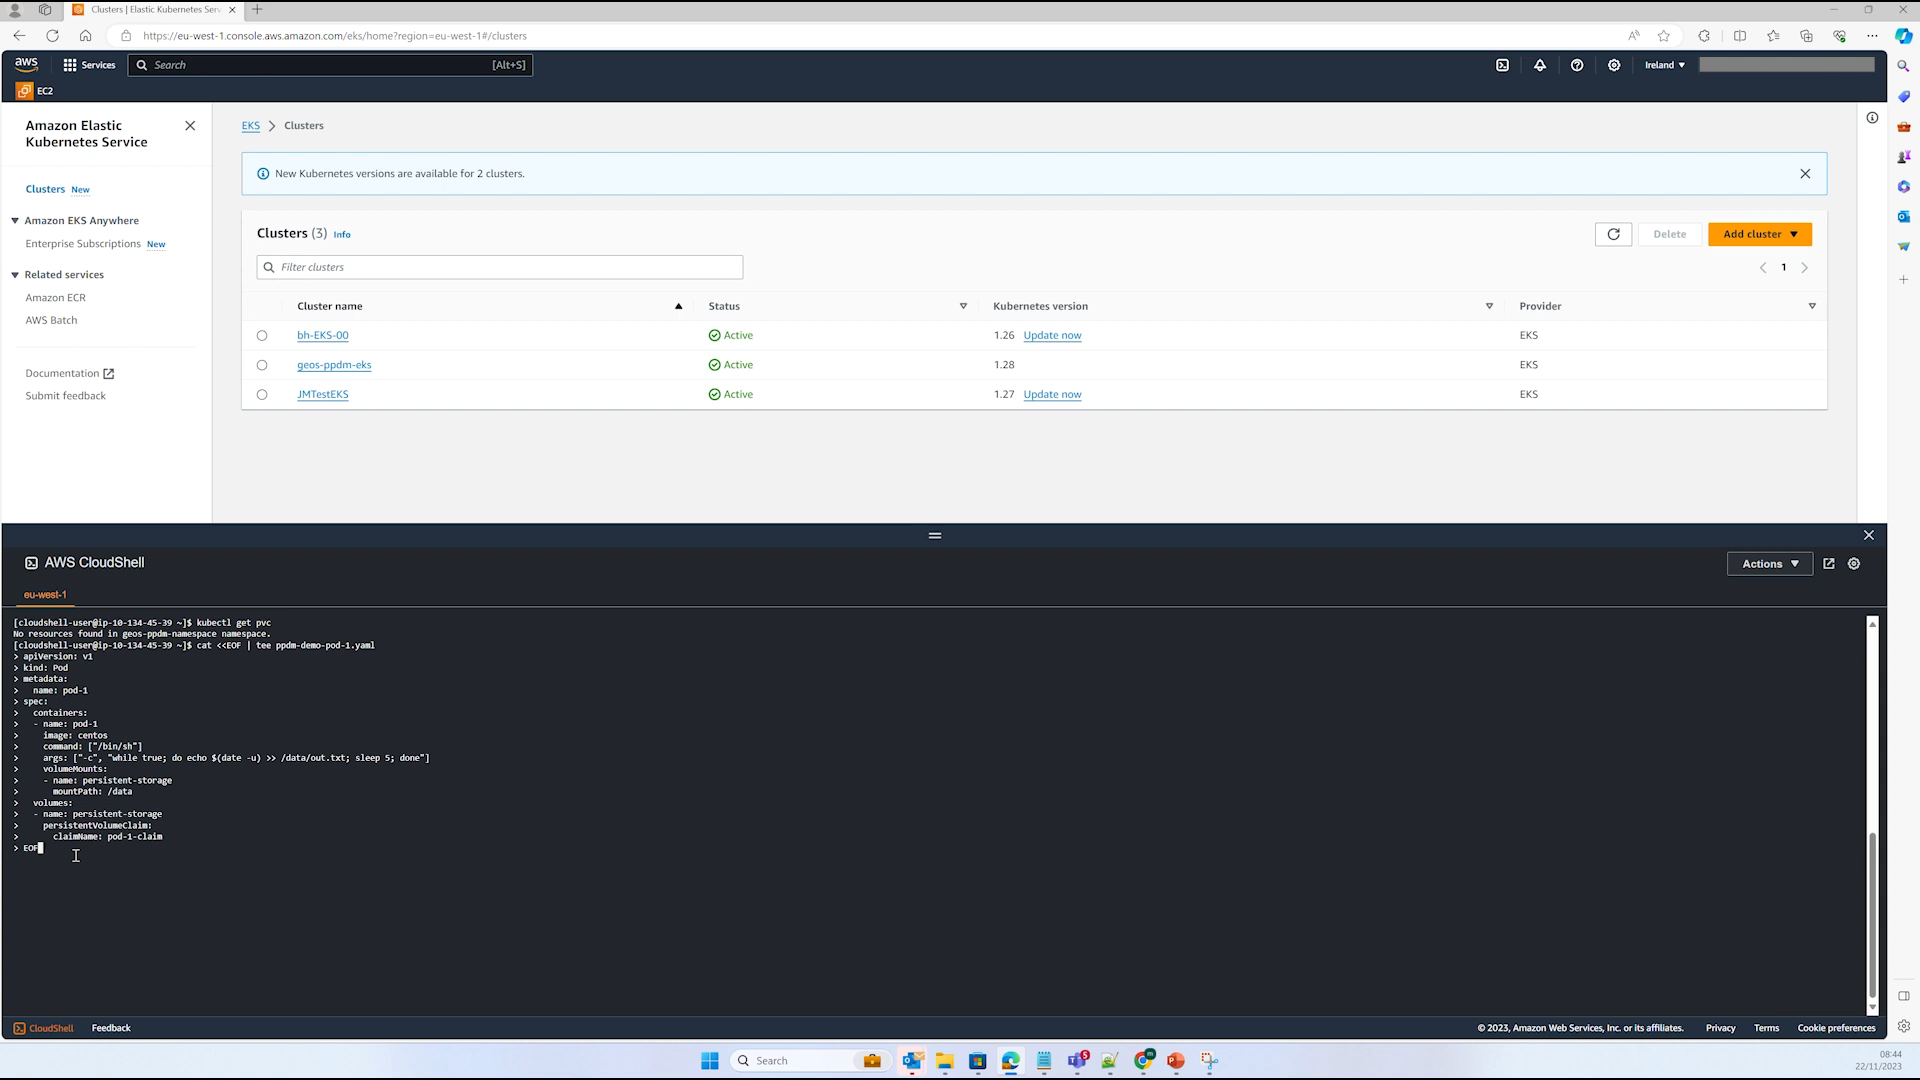 Clusters | Elastic Kubernetes Serv
https://eu-west-1.console.aws.amazon.com/eks/home?region=eu-west-1#/clusters
aws
Services
Search
[Alt+S]
Ireland
EC2
Amazon Elastic
Kubernetes Service
Clusters New
Amazon EKS Anywhere
Enterprise Subscriptions New
Related services
Amazon ECR
AWS Batch
Documentation
Submit feedback
EKS
Clusters
New Kubernetes versions are available for 2 clusters.
Clusters (3) Info
Delete
Add cluster
Filter clusters
1
Cluster name
Status
Kubernetes version
Provider
bh-EKS-00
Active
1.26 Update now
EKS
geos-ppdm-eks
Active
1.28
EKS
JMTestEKS
Active
1.27 Update now
EKS
AWS CloudShell
Actions
eu-west-1
[cloudshell-user@ip-10-134-45-39 ~]$ kubectl get pvc
No resources found in geos-ppdm-namespace namespace.
[cloudshell-user@ip-10-134-45-39 ~]$ cat <<EOF | tee ppdm-demo-pod-1.yaml
> apiVersion: v1
> kind: Pod
> metadata:
>   name: pod-1
> spec:
>   containers:
>   - name: pod-1
>     image: centos
>     command: ["/bin/sh"]
>     args: ["-c", "while true; do echo $(date -u) >> /data/out.txt; sleep 5; done"]
>     volumeMounts:
>     - name: persistent-storage
>       mountPath: /data
>   volumes:
>   - name: persistent-storage
>     persistentVolumeClaim:
>       claimName: pod-1-claim
> EOF
CloudShell
Feedback
© 2023, Amazon Web Services, Inc. or its affiliates.
Privacy
Terms
Cookie preferences
Search
5
08:44
22/11/2023